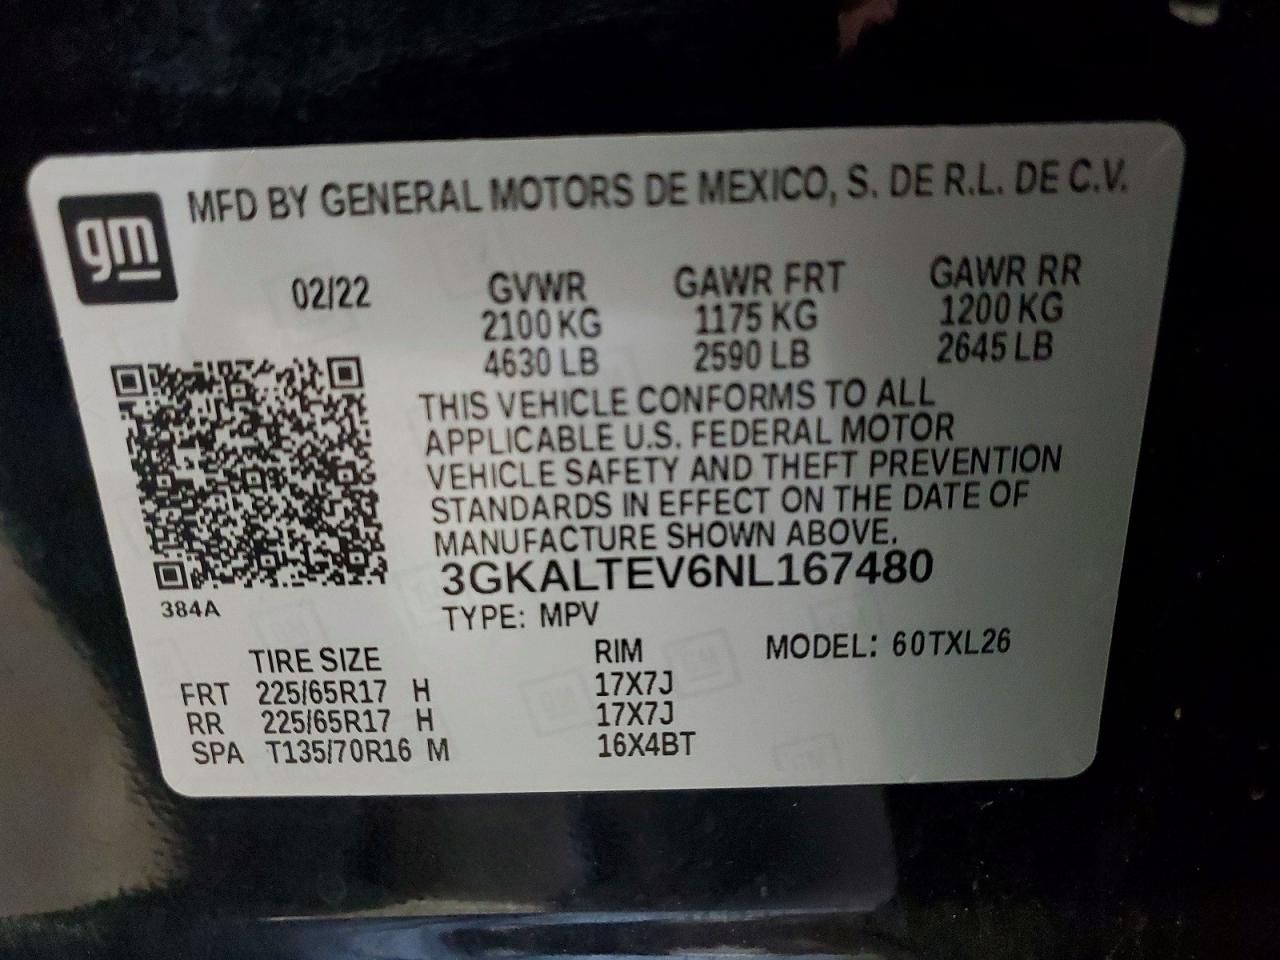 gm
MFD BY GENERAL MOTORS DE MEXICO, S. DE R.L. DE C.V.
02/22 GVWR GAWR FRT GAWR RR
2100 KG 1175 KG 1200 KG
4630 LB 2590 LB 2645 LB
THIS VEHICLE CONFORMS TO ALL
APPLICABLE U.S. FEDERAL MOTOR
VEHICLE SAFETY AND THEFT PREVENTION
STANDARDS IN EFFECT ON THE DATE OF
MANUFACTURE SHOWN ABOVE.
3GKALTEV6NL167480
384A
TYPE: MPV
TIRE SIZE RIM MODEL: 60TXL26
FRT 225/65R17 H 17X7J
RR 225/65R17 H 17X7J
SPA T135/70R16 M 16X4BT